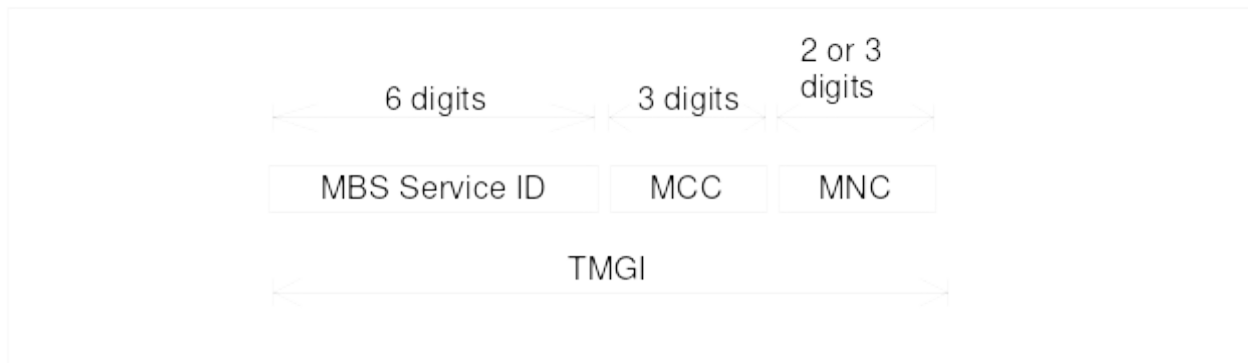 2 or 3
digits
6 digits
3 digits
MBS Service ID
MCC
MNC
TMGI